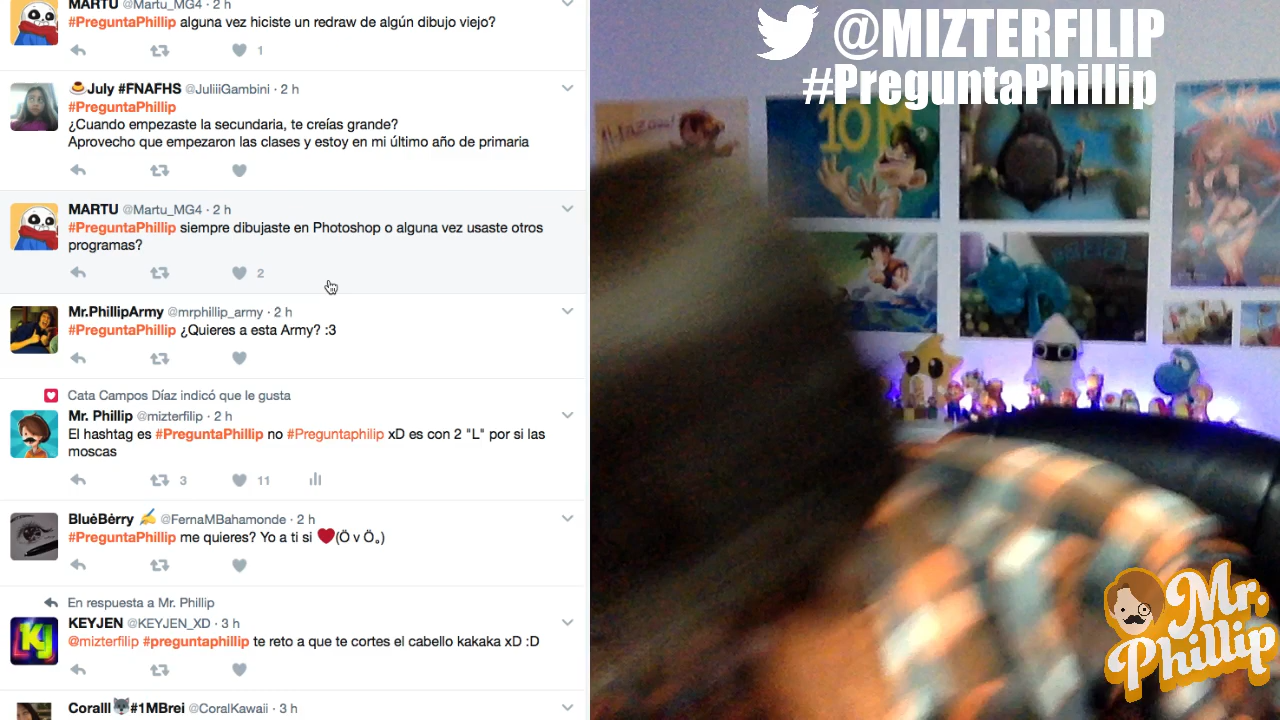 MARTU @Martu_MG4 · 2 h
#PreguntaPhillip alguna vez hiciste un redraw de algún dibujo viejo?
1
July #FNAFHS @JuliiiGambini · 2 h
#PreguntaPhillip
¿Cuando empezaste la secundaria, te creías grande?
Aprovecho que empezaron las clases y estoy en mi último año de primaria
MARTU @Martu_MG4 · 2 h
#PreguntaPhillip siempre dibujaste en Photoshop o alguna vez usaste otros
programas?
2
Mr.PhillipArmy @mrphillip_army · 2 h
#PreguntaPhillip ¿Quieres a esta Army? :3
Cata Campos Díaz indicó que le gusta
Mr. Phillip @mizterfilip · 2 h
El hashtag es #PreguntaPhillip no #Preguntaphilip xD es con 2 "L" por si las
moscas
3 11
BluėBėrry ✍ @FernaMBahamonde · 2 h
#PreguntaPhillip me quieres? Yo a ti si ❤(Ö v Ö｡)
En respuesta a Mr. Phillip
KEYJEN @KEYJEN_XD · 3 h
@mizterfilip #preguntaphillip te reto a que te cortes el cabello kakaka xD :D
KJ
Coralll🐺#1MBrei @CoralKawaii · 3 h
@MIZTERFILIP
#PreguntaPhillip
10M
Mr.
Phillip